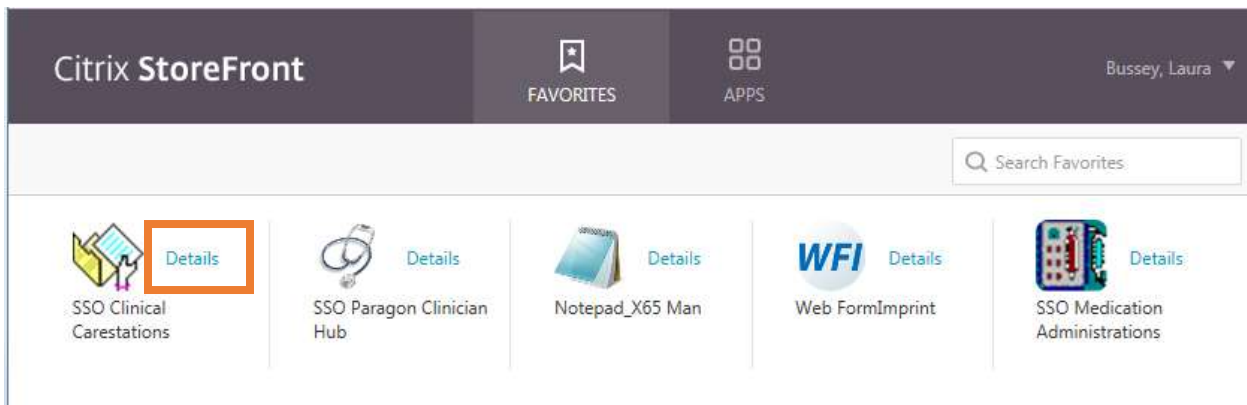 Citrix StoreFront
FAVORITES
APPS
Bussey, Laura
Search Favorites
Details
SSO Clinical
Carestations
Details
SSO Paragon Clinician
Hub
Details
Notepad_X65 Man
WFI
Details
Web FormImprint
Details
SSO Medication
Administrations